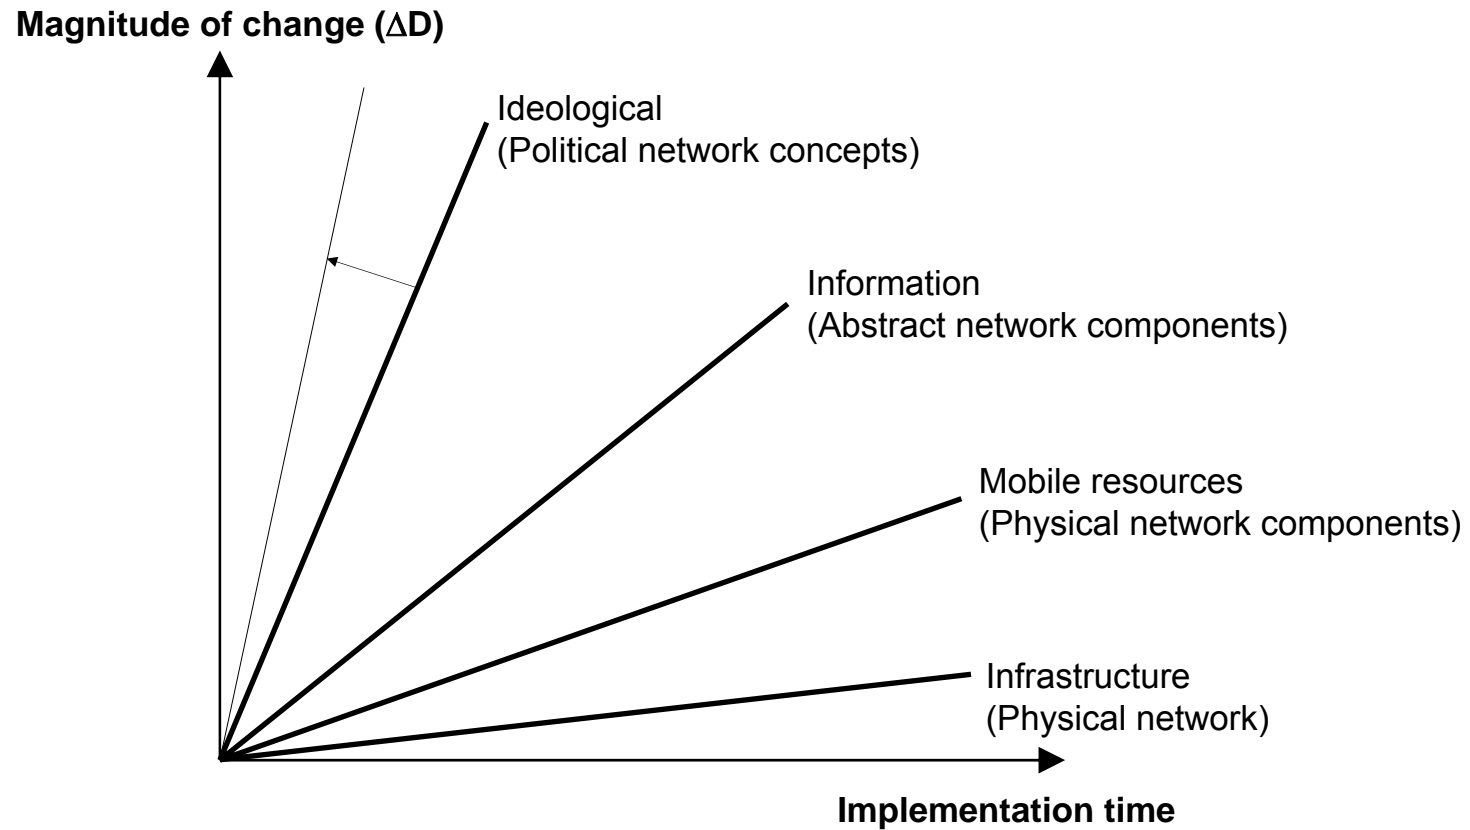 Magnitude of change (ΔD)
Ideological
(Political network concepts)
Information
(Abstract network components)
Mobile resources
(Physical network components)
Infrastructure
(Physical network)
Implementation time